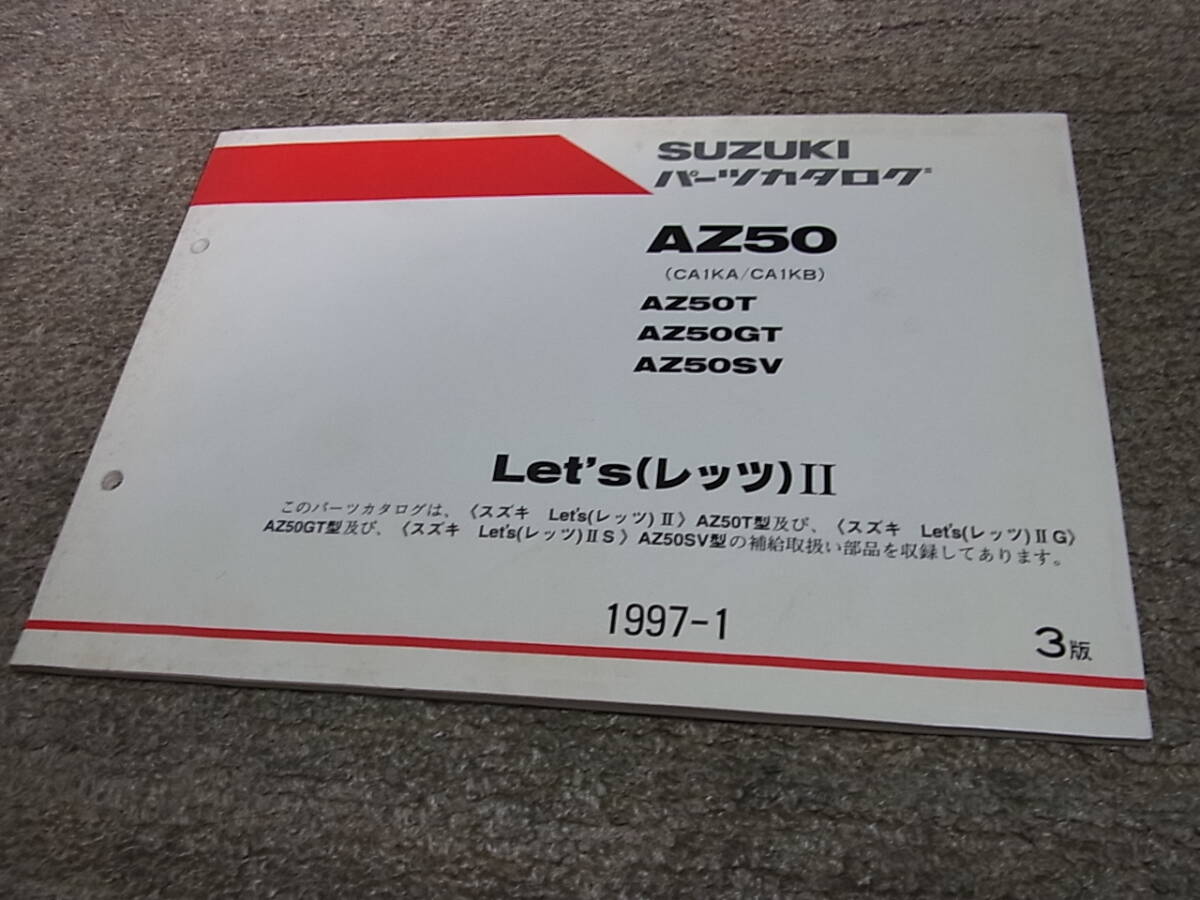 SUZUKI
パーツカタログ
AZ50
(CA1KA/CA1KB)
AZ50T
AZ50GT
AZ50SV
Let's(レッツ)II
このパーツカタログは、〈スズキ Let's(レッツ) II〉 AZ50T型及び、〈スズキ Let's(レッツ)II G〉
AZ50GT型及び、〈スズキ Let's(レッツ)II S〉 AZ50SV型の補給取扱い部品を収録してあります。
1997-1
3版